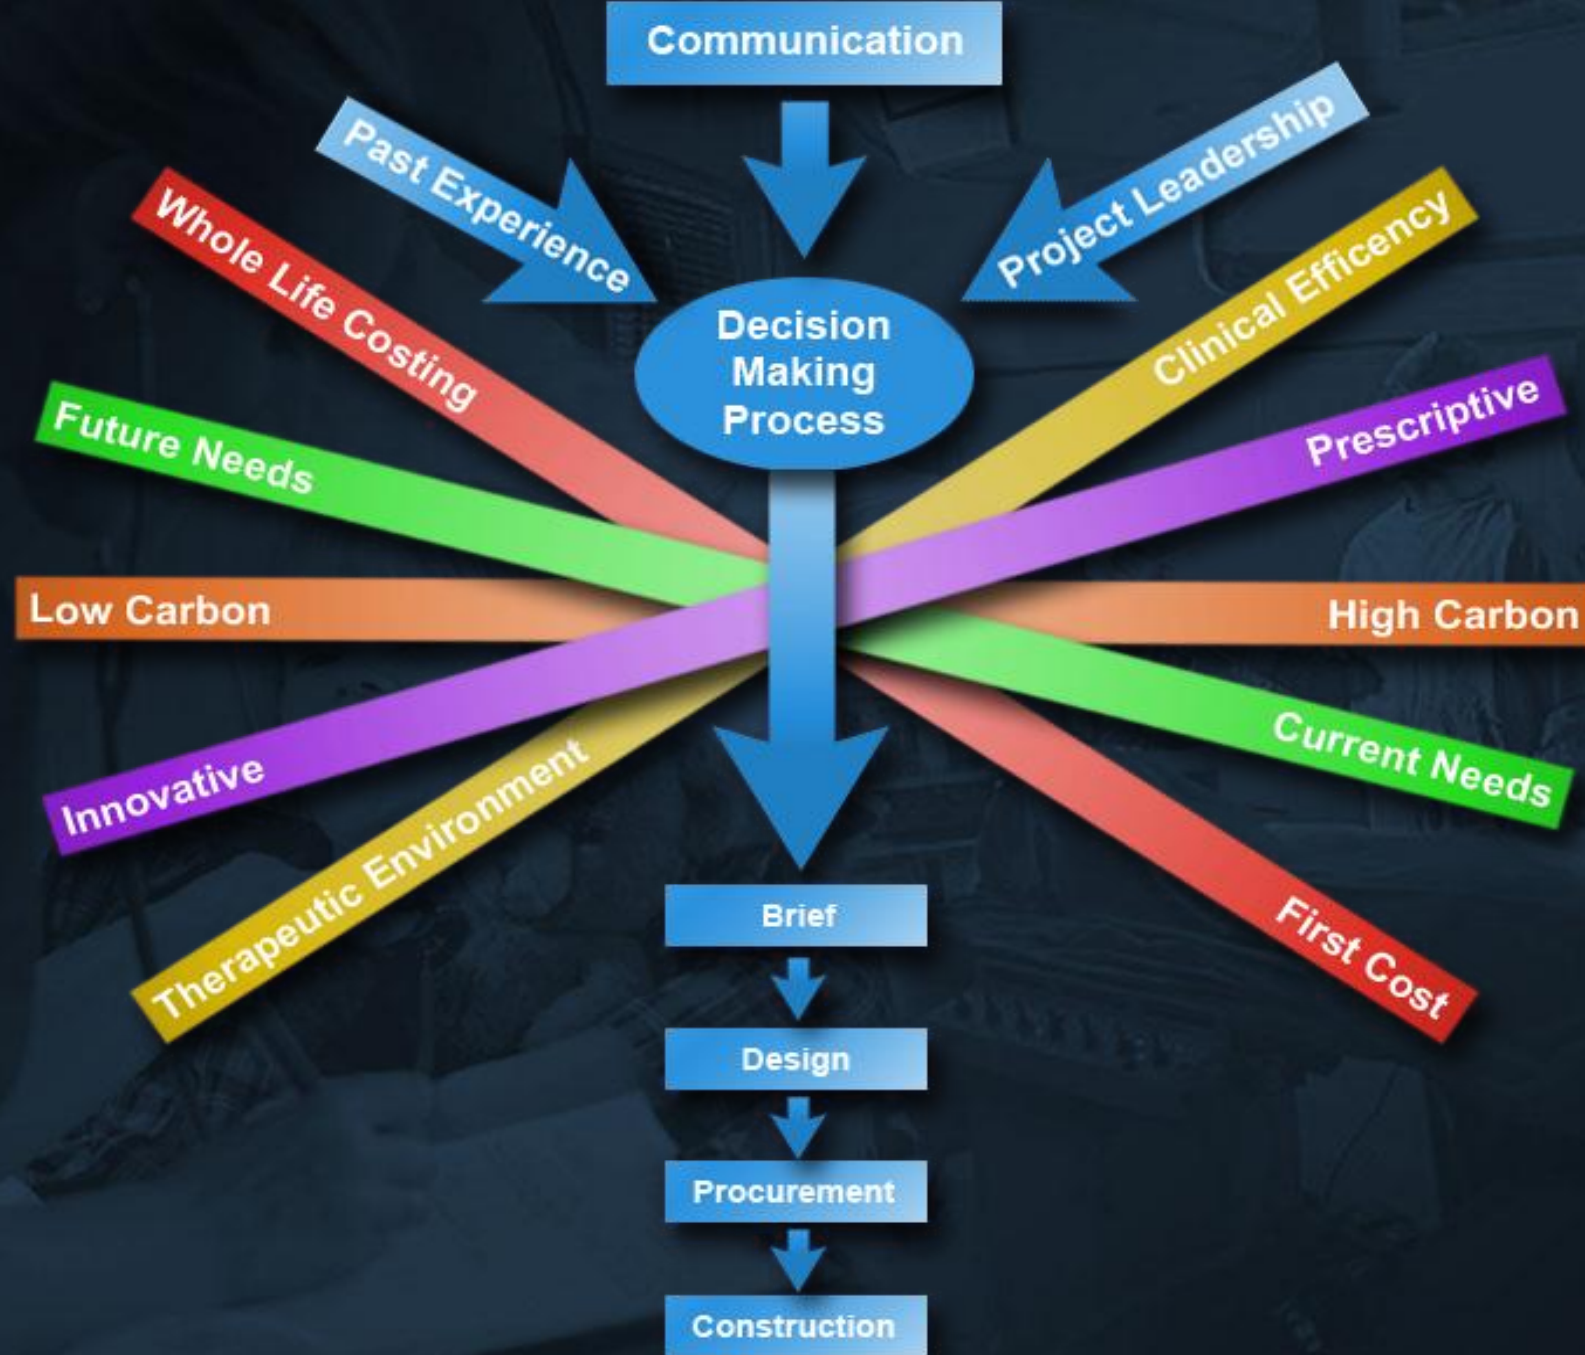 Communication
Past Experience
Project Leadership
Whole Life Costing
Clinical Efficency
Decision
Making
Process
Future Needs
Prescriptive
Low Carbon
High Carbon
Innovative
Current Needs
Therapeutic Environment
First Cost
Brief
Design
Procurement
Construction